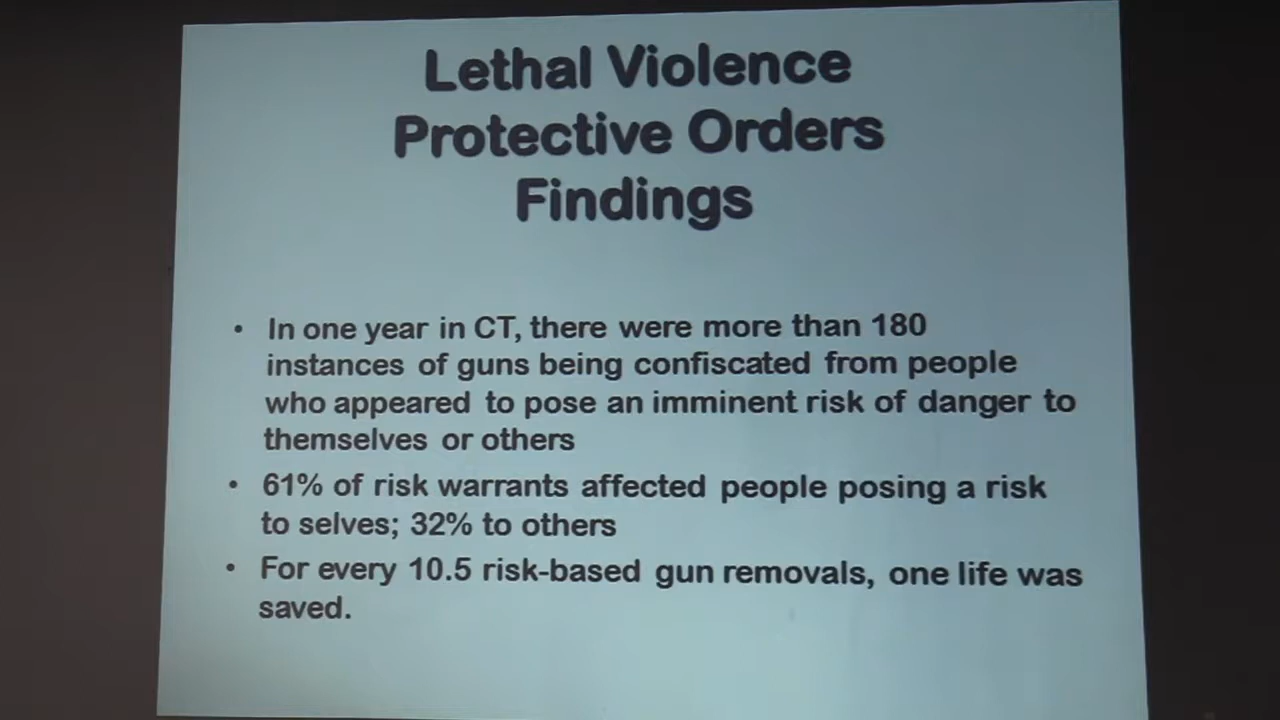 Lethal Violence
Protective Orders
Findings
• In one year in CT, there were more than 180
instances of guns being confiscated from people
who appeared to pose an imminent risk of danger to
themselves or others
• 61% of risk warrants affected people posing a risk
to selves; 32% to others
• For every 10.5 risk-based gun removals, one life was
saved.